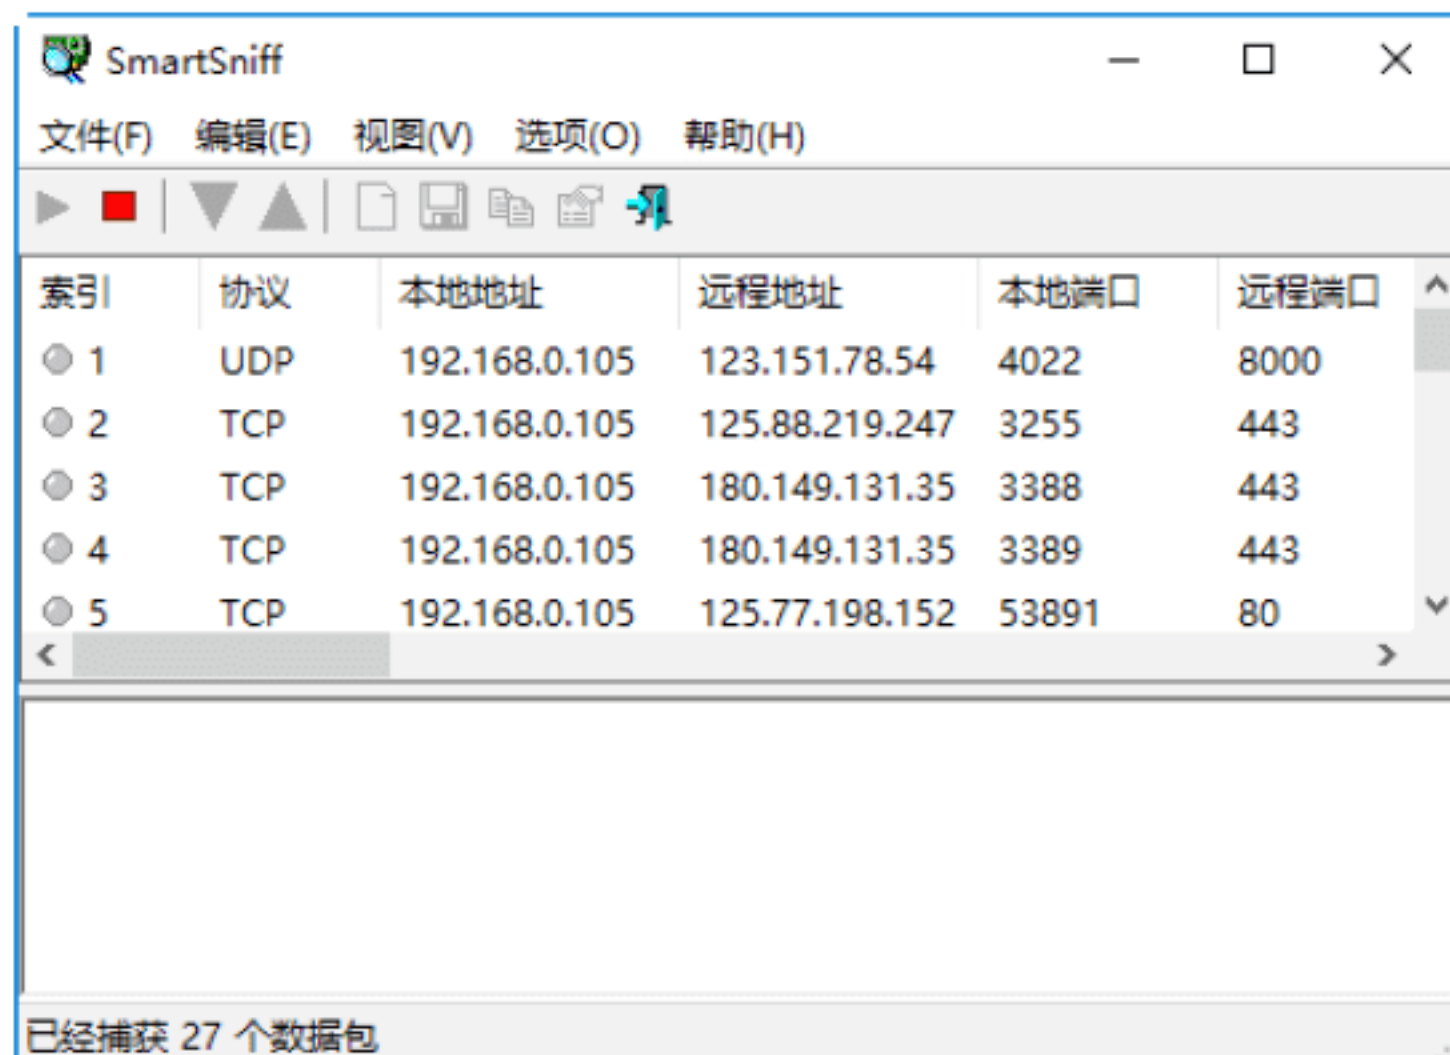 SmartSniff
文件(F) 编辑(E) 视图(V) 选项(O) 帮助(H)
索引 协议 本地地址 远程地址 本地端口 远程端口
1 UDP 192.168.0.105 123.151.78.54 4022 8000
2 TCP 192.168.0.105 125.88.219.247 3255 443
3 TCP 192.168.0.105 180.149.131.35 3388 443
4 TCP 192.168.0.105 180.149.131.35 3389 443
5 TCP 192.168.0.105 125.77.198.152 53891 80
已经捕获 27 个数据包